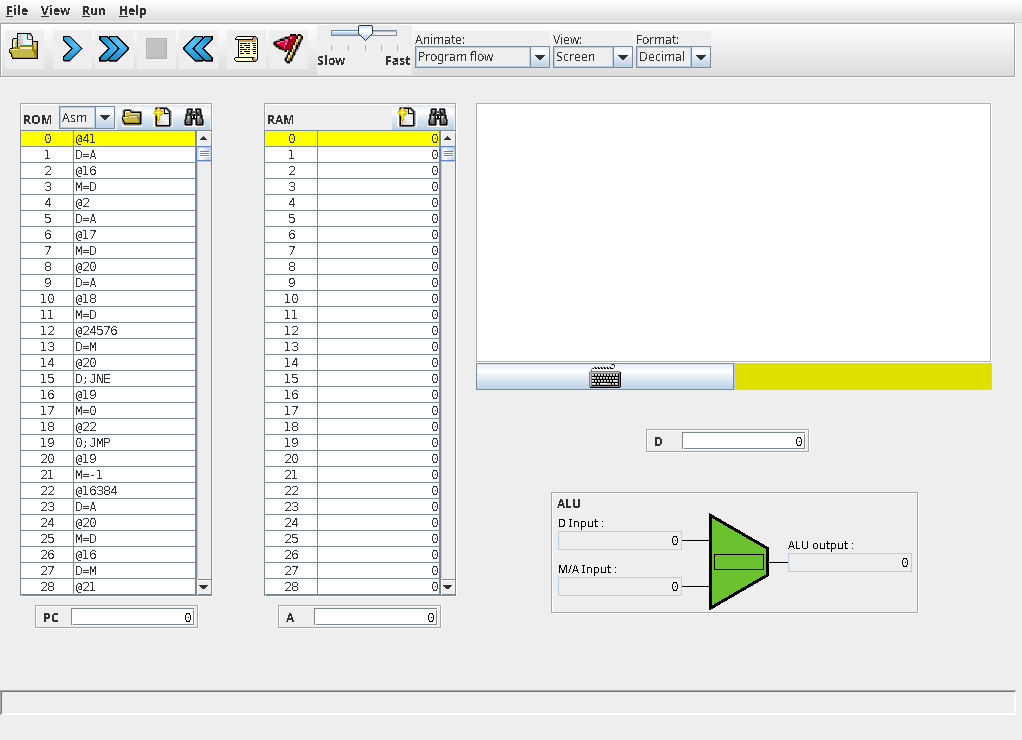 File View Run Help
Slow Fast
Animate: View: Format:
Program flow Screen Decimal
ROM Asm
0 @41
1 D=A
2 @16
3 M=D
4 @2
5 D=A
6 @17
7 M=D
8 @20
9 D=A
10 @18
11 M=D
12 @24576
13 D=M
14 @20
15 D;JNE
16 @19
17 M=0
18 @22
19 0;JMP
20 @19
21 M=-1
22 @16384
23 D=A
24 @20
25 M=D
26 @16
27 D=M
28 @21
PC 0
RAM
0 0
1 0
2 0
3 0
4 0
5 0
6 0
7 0
8 0
9 0
10 0
11 0
12 0
13 0
14 0
15 0
16 0
17 0
18 0
19 0
20 0
21 0
22 0
23 0
24 0
25 0
26 0
27 0
28 0
A 0
D 0
ALU
D Input :
0
M/A Input :
0
ALU output :
0